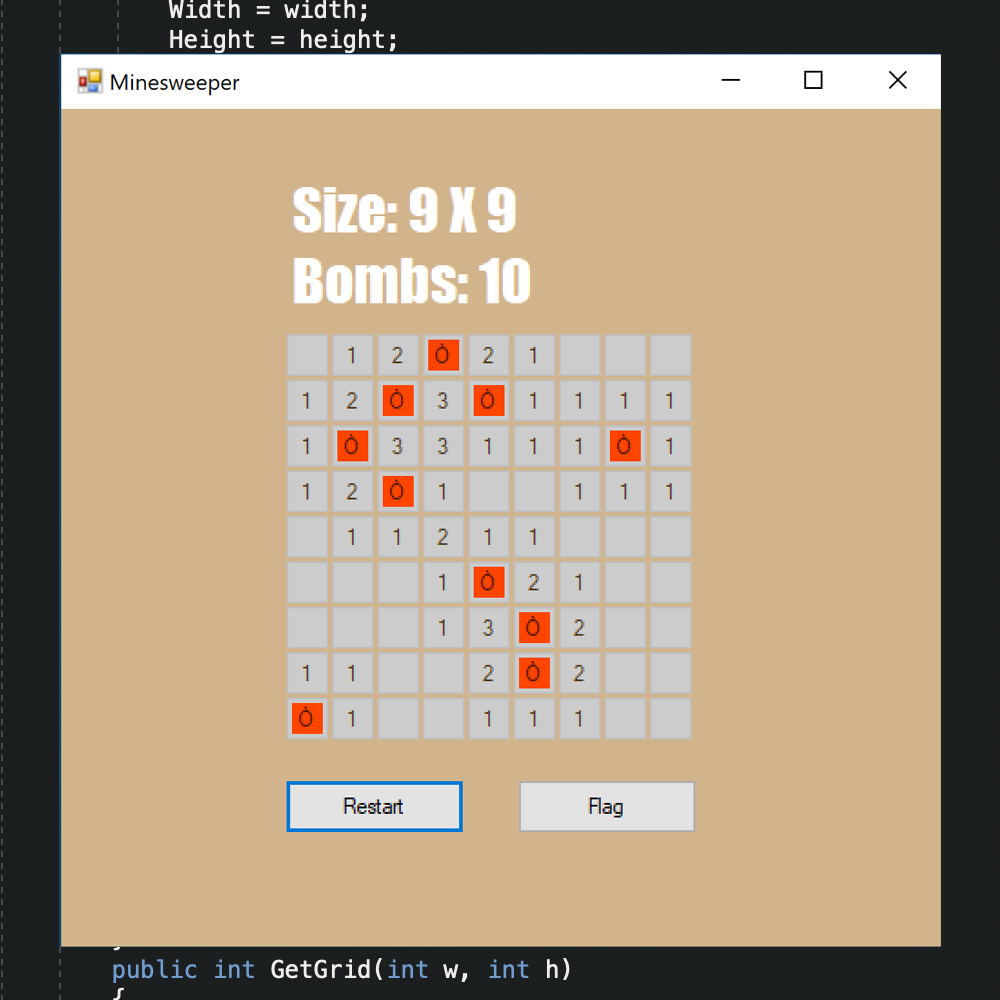 Width = width;
Height = height;
Minesweeper
Size: 9 X 9
Bombs: 10
1 2 Ò 2 1
1 2 Ò 3 Ò 1 1 1 1
1 Ò 3 3 1 1 1 Ò 1
1 2 Ò 1 1 1 1
1 1 2 1 1
1 Ò 2 1
1 3 Ò 2
1 1 2 Ò 2
Ò 1 1 1 1
Restart Flag
}
public int GetGrid(int w, int h)
{